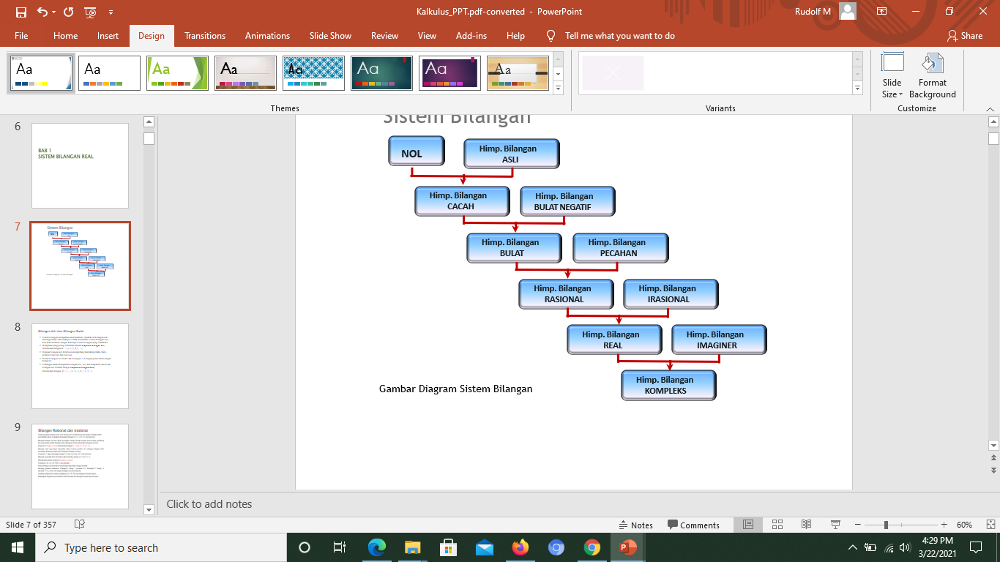 Kalkulus_PPT.pdf-converted - PowerPoint
Rudolf M
File Home Insert Design Transitions Animations Slide Show Review View Add-ins Help Tell me what you want to do Share
Aa Aa Aa Aa Aa Aa Aa Aa
Slide Size
Format Background
Themes
Variants
Customize
6
BAB 1
SISTEM BILANGAN REAL
7
Sistem Bilangan
8
Bilangan Asli dan Bilangan Bulat
9
Bilangan Rasional dan Irasional
Sistem Bilangan
NOL
Himp. Bilangan
ASLI
Himp. Bilangan
CACAH
Himp. Bilangan
BULAT NEGATIF
Himp. Bilangan
BULAT
Himp. Bilangan
PECAHAN
Himp. Bilangan
RASIONAL
Himp. Bilangan
IRASIONAL
Himp. Bilangan
REAL
Himp. Bilangan
IMAGINER
Himp. Bilangan
KOMPLEKS
Gambar Diagram Sistem Bilangan
Click to add notes
Slide 7 of 357
Notes
Comments
60%
Type here to search
4:29 PM
3/22/2021